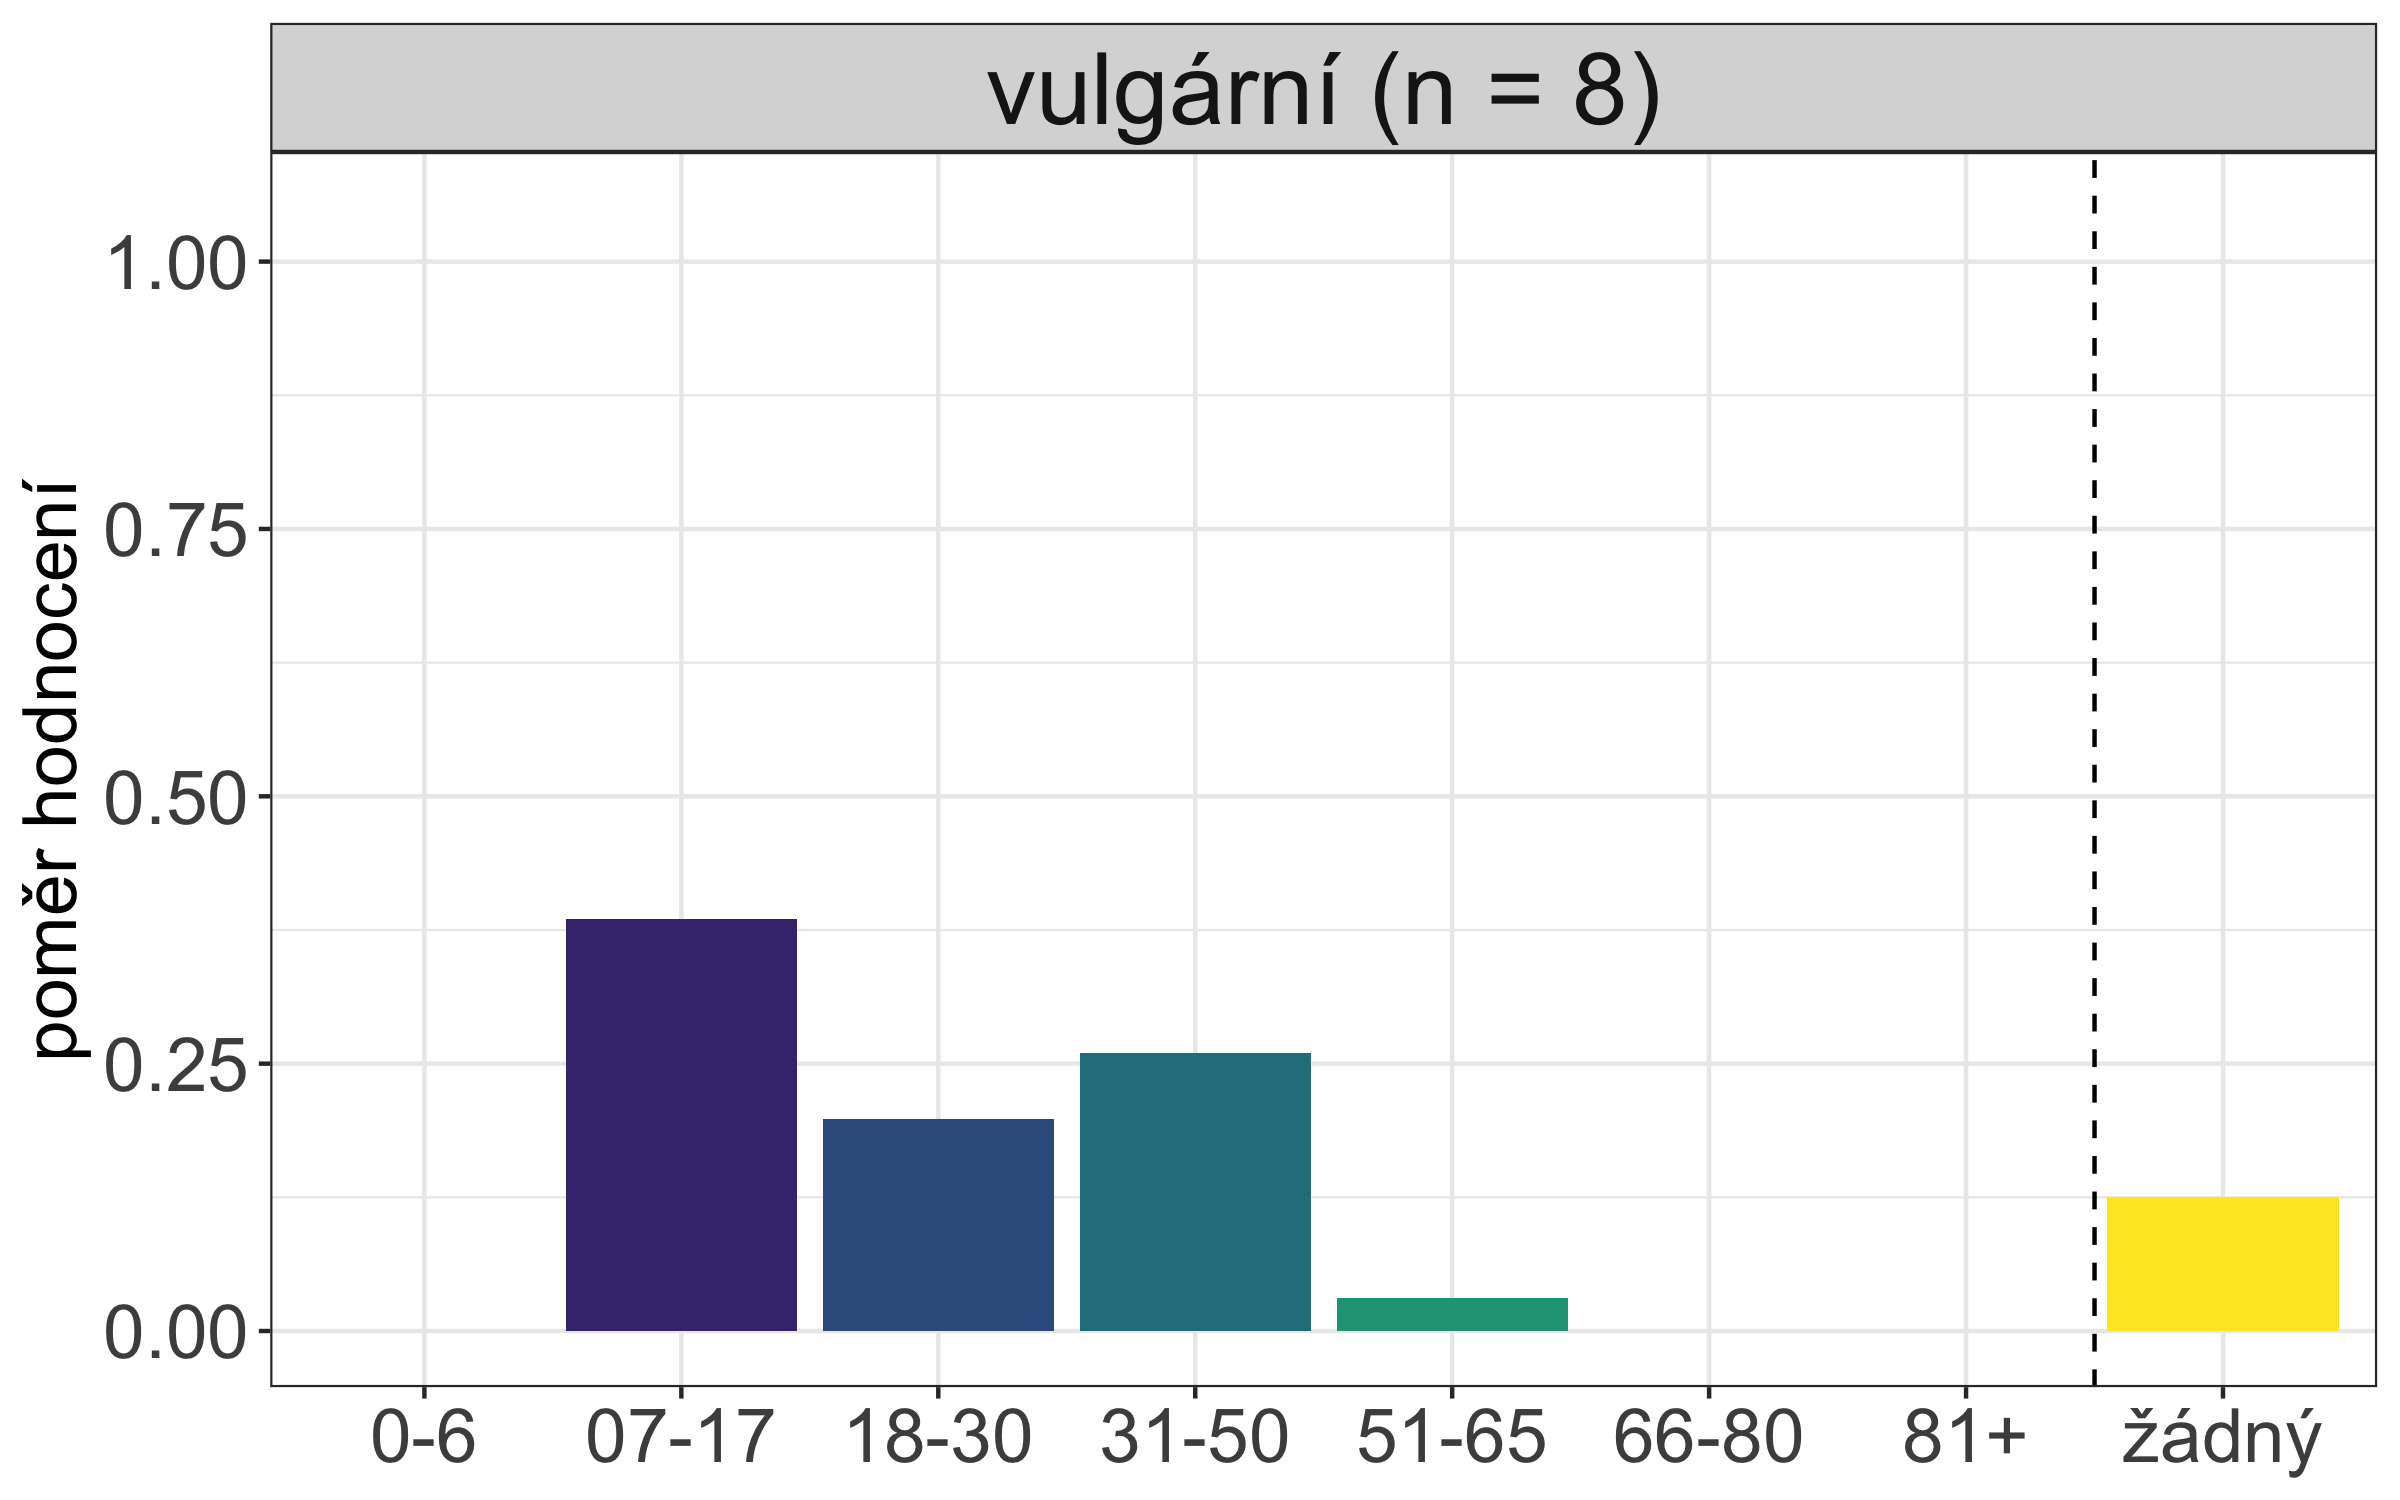 vulgární (n = 8)
poměr hodnocení
1.00
0.75
0.50
0.25
0.00
0-6 07-17 18-30 31-50 51-65 66-80 81+ žádný